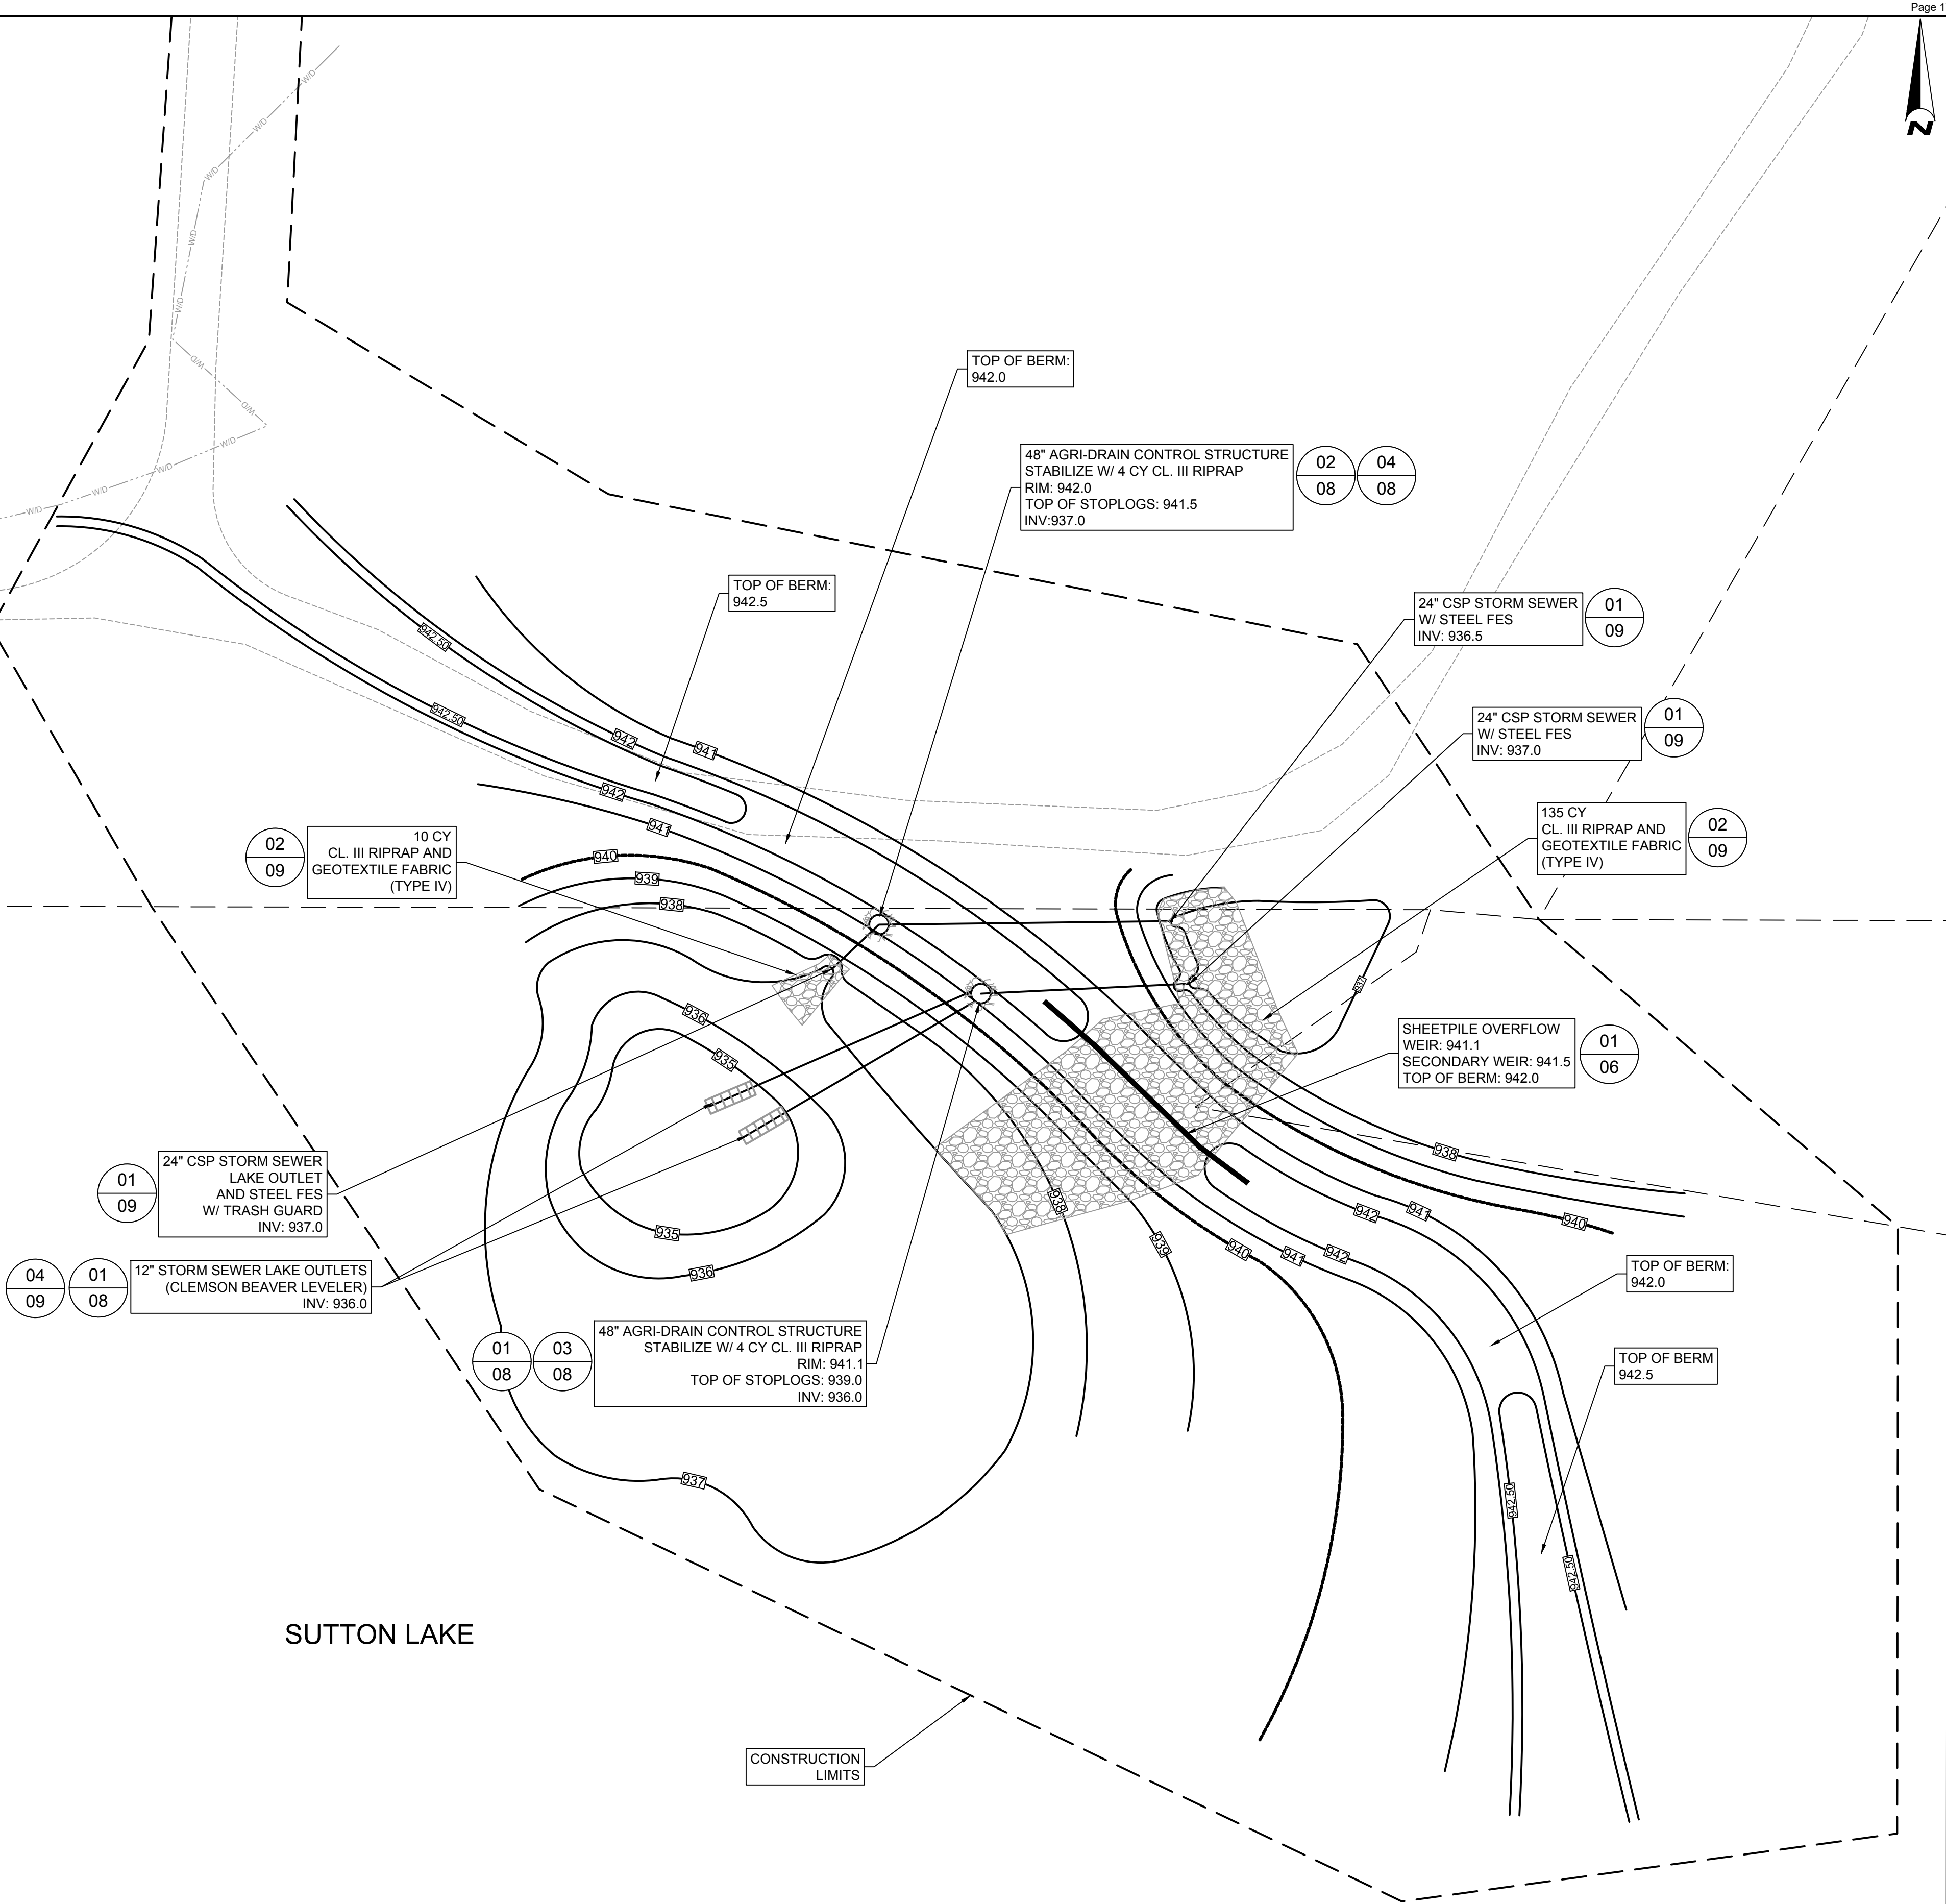 Page 1
N
W/D
W/D
W/D
W/D
W/D
W/D
W/D
W/D
W/D
W/D
TOP OF BERM:
942.0
48" AGRI-DRAIN CONTROL STRUCTURE
STABILIZE W/ 4 CY CL. III RIPRAP
RIM: 942.0
TOP OF STOPLOGS: 941.5
INV:937.0
02
08
04
08
TOP OF BERM:
942.5
24" CSP STORM SEWER
W/ STEEL FES
INV: 936.5
01
09
24" CSP STORM SEWER
W/ STEEL FES
INV: 937.0
01
09
135 CY
CL. III RIPRAP AND
GEOTEXTILE FABRIC
(TYPE IV)
02
09
942.50
942.50
942
941
942
941
940
939
938
02
09
10 CY
CL. III RIPRAP AND
GEOTEXTILE FABRIC
(TYPE IV)
937
936
935
SHEETPILE OVERFLOW
WEIR: 941.1
SECONDARY WEIR: 941.5
TOP OF BERM: 942.0
01
06
01
09
24" CSP STORM SEWER
LAKE OUTLET
AND STEEL FES
W/ TRASH GUARD
INV: 937.0
935
936
938
939
940
941
942
942
941
940
938
04
09
01
08
12" STORM SEWER LAKE OUTLETS
(CLEMSON BEAVER LEVELER)
INV: 936.0
TOP OF BERM:
942.0
01
08
03
08
48" AGRI-DRAIN CONTROL STRUCTURE
STABILIZE W/ 4 CY CL. III RIPRAP
RIM: 941.1
TOP OF STOPLOGS: 939.0
INV: 936.0
TOP OF BERM
942.5
937
942.50
942.50
SUTTON LAKE
CONSTRUCTION
LIMITS